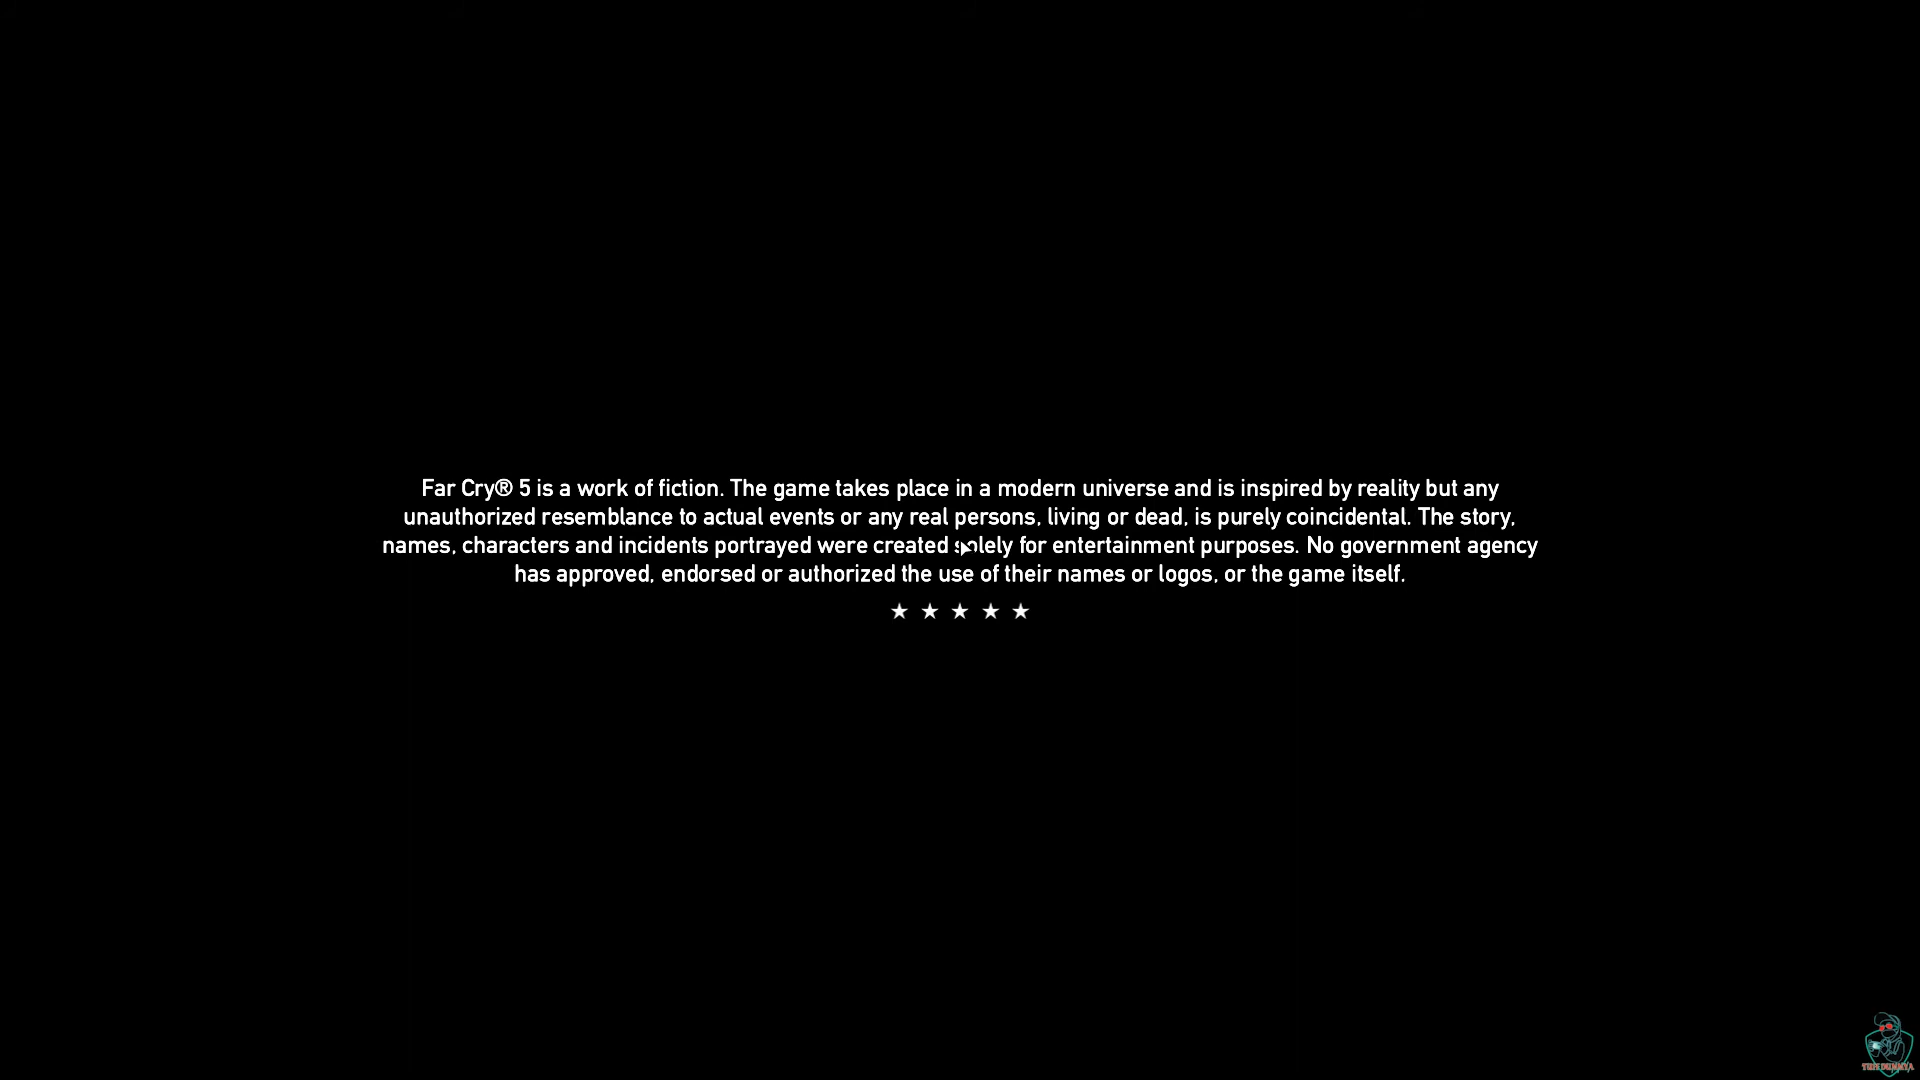 Far Cry® 5 is a work of fiction. The game takes place in a modern universe and is inspired by reality but any
unauthorized resemblance to actual events or any real persons, living or dead, is purely coincidental. The story,
names, characters and incidents portrayed were created solely for entertainment purposes. No government agency
has approved, endorsed or authorized the use of their names or logos, or the game itself.
★ ★ ★ ★ ★